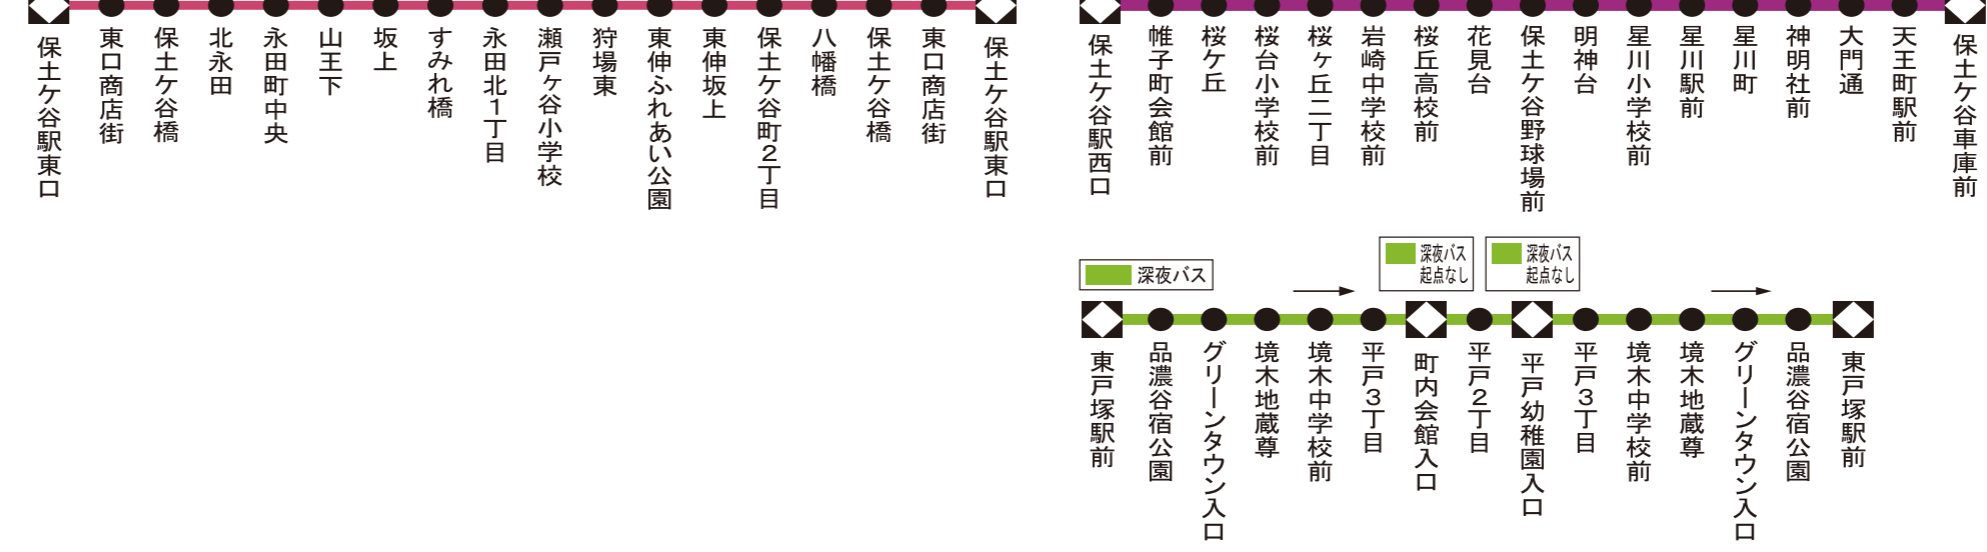 保土ケ谷駅東口
東口商店街
保土ケ谷橋
北永田
永田町中央
山王下
坂上
すみれ橋
永田北1丁目
瀬戸ヶ谷小学校
狩場東
東伸ふれあい公園
東伸坂上
保土ケ谷町2丁目
八幡橋
保土ケ谷橋
東口商店街
保土ケ谷駅東口
保土ケ谷駅西口
帷子町会館前
桜ケ丘
桜台小学校前
桜ヶ丘二丁目
岩崎中学校前
桜丘高校前
花見台
保土ケ谷野球場前
明神台
星川小学校前
星川駅前
星川町
神明社前
大門通
天王町駅前
保土ケ谷車庫前
深夜バス
深夜バス
起点なし
深夜バス
起点なし
東戸塚駅前
品濃谷宿公園
グリーンタウン入口
境木地蔵尊
境木中学校前
平戸3丁目
町内会館入口
平戸2丁目
平戸幼稚園入口
平戸3丁目
境木中学校前
境木地蔵尊
グリーンタウン入口
品濃谷宿公園
東戸塚駅前